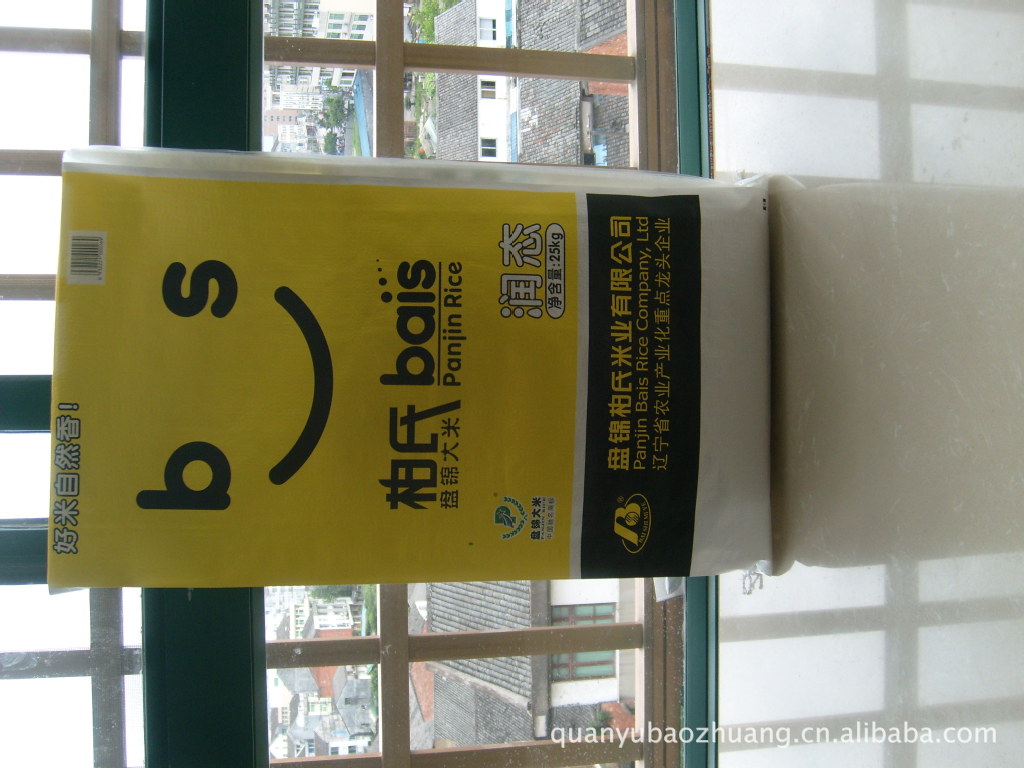 好米自然香!
b s
柏氏 bais
盘锦大米 Panjin Rice
润态
净含量:25kg
盘锦大米
盘锦柏氏米业有限公司
Panjin Bais Rice Company, Ltd
辽宁省农业产业化重点龙头企业
quanyubaozhuang.cn.alibaba.com